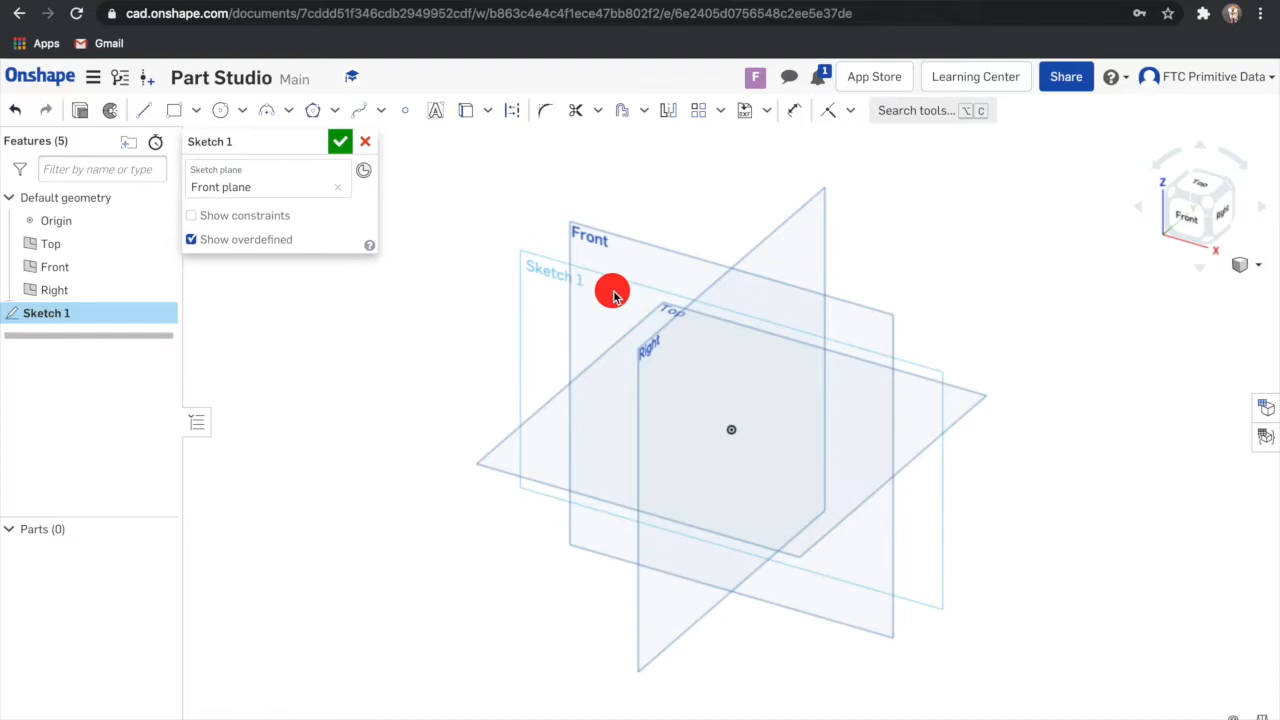 cad.onshape.com/documents/7cddd51f346cdb2949952cdf/w/b863c4e4c4f1ece47bb802f2/e/6e2405d0756548c2ee5e37de
Apps Gmail
Onshape Part Studio Main F 1 App Store Learning Center Share FTC Primitive Data
Search tools... ⌥ C
Features (5)
Filter by name or type
Default geometry
Origin
Top
Front
Right
Sketch 1
Parts (0)
Sketch 1
Sketch plane
Front plane
Show constraints
Show overdefined
Front
Sketch 1
Top
Right
Top
Z
Y
Front
Right
X